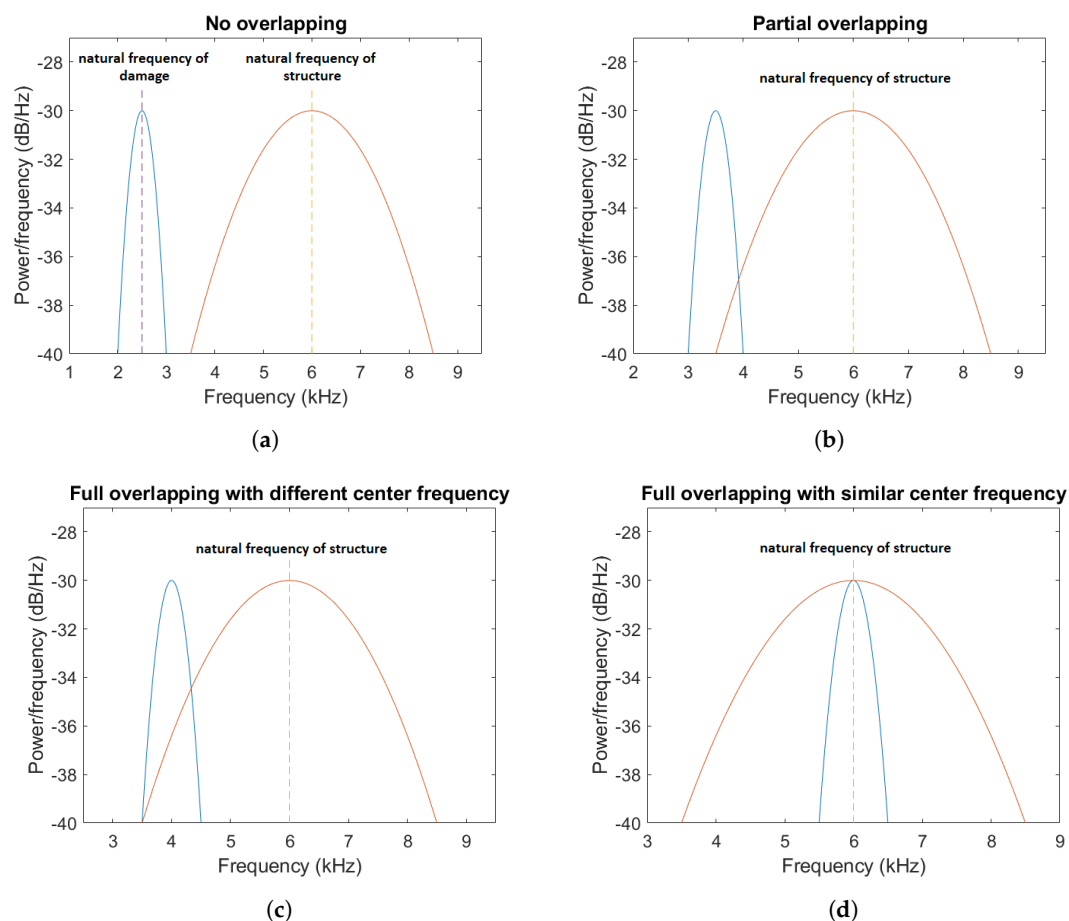 No overlapping
natural frequency of
damage
natural frequency of
structure
-28
-30
-32
-34
-36
-38
-40
Power/frequency (dB/Hz)
1 2 3 4 5 6 7 8 9
Frequency (kHz)
(a)
Partial overlapping
natural frequency of structure
-28
-30
-32
-34
-36
-38
-40
Power/frequency (dB/Hz)
2 3 4 5 6 7 8 9
Frequency (kHz)
(b)
Full overlapping with different center frequency
natural frequency of structure
-28
-30
-32
-34
-36
-38
-40
Power/frequency (dB/Hz)
3 4 5 6 7 8 9
Frequency (kHz)
(c)
Full overlapping with similar center frequency
natural frequency of structure
-28
-30
-32
-34
-36
-38
-40
Power/frequency (dB/Hz)
3 4 5 6 7 8 9
Frequency (kHz)
(d)